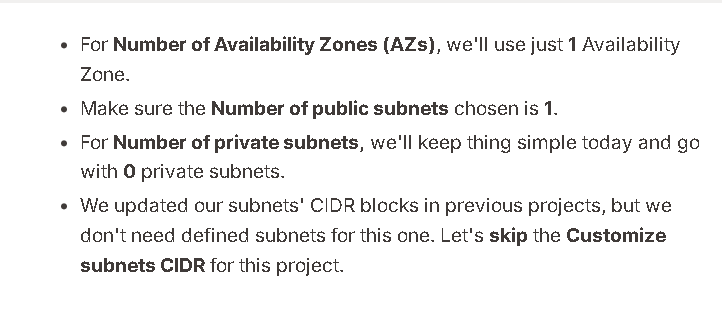 • For Number of Availability Zones (AZs), we'll use just 1 Availability
Zone.
• Make sure the Number of public subnets chosen is 1.
• For Number of private subnets, we'll keep thing simple today and go
with 0 private subnets.
• We updated our subnets' CIDR blocks in previous projects, but we
don't need defined subnets for this one. Let's skip the Customize
subnets CIDR for this project.